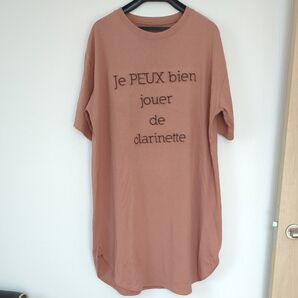 Je PEUX bien
jouer
de
clarinette